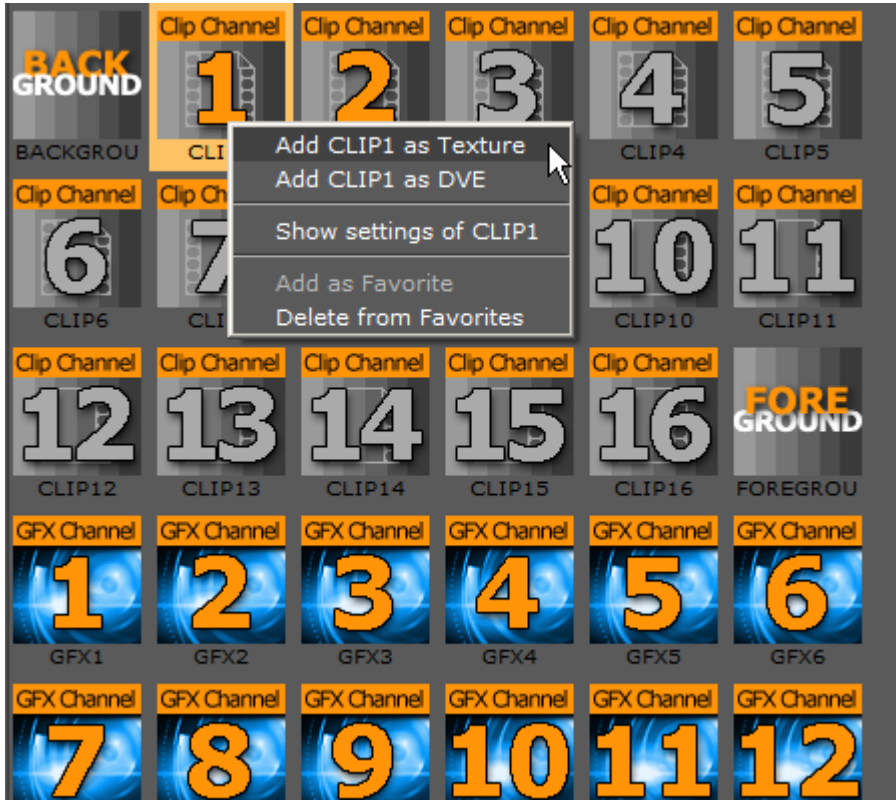 Clip Channel Clip Channel Clip Channel Clip Channel Clip Channel
BACK
GROUND 1 2 3 4 5
BACKGROU CLI CLIP4 CLIP5
Add CLIP1 as Texture
Add CLIP1 as DVE
Show settings of CLIP1
Add as Favorite
Delete from Favorites
Clip Channel Clip Ch Clip Channel Clip Channel
6 7 10 11
CLIP6 CLI CLIP10 CLIP11
Clip Channel Clip Channel Clip Channel Clip Channel Clip Channel
12 13 14 15 16 FORE
GROUND
CLIP12 CLIP13 CLIP14 CLIP15 CLIP16 FOREGROU
GFX Channel GFX Channel GFX Channel GFX Channel GFX Channel GFX Channel
1 2 3 4 5 6
GFX1 GFX2 GFX3 GFX4 GFX5 GFX6
GFX Channel GFX Channel GFX Channel GFX Channel GFX Channel GFX Channel
7 8 9 10 11 12